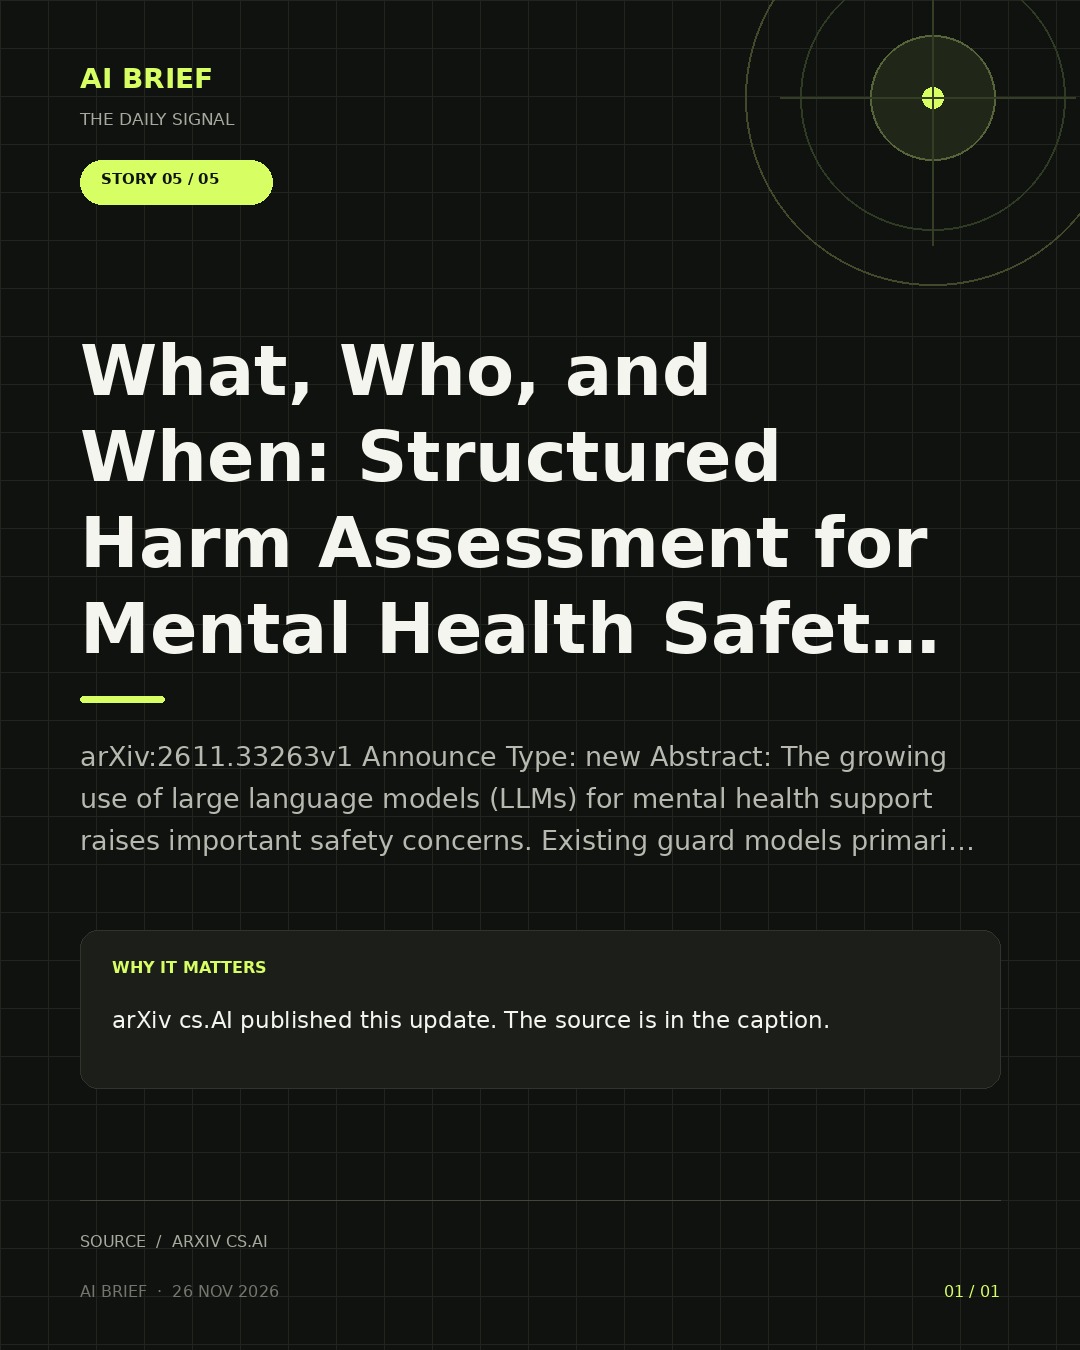 AI BRIEF
THE DAILY SIGNAL
STORY 05 / 05
What, Who, and
When: Structured
Harm Assessment for
Mental Health Safet…
arXiv:2611.33263v1 Announce Type: new Abstract: The growing
use of large language models (LLMs) for mental health support
raises important safety concerns. Existing guard models primari…
WHY IT MATTERS
arXiv cs.AI published this update. The source is in the caption.
SOURCE / ARXIV CS.AI
AI BRIEF · 26 NOV 2026
01 / 01